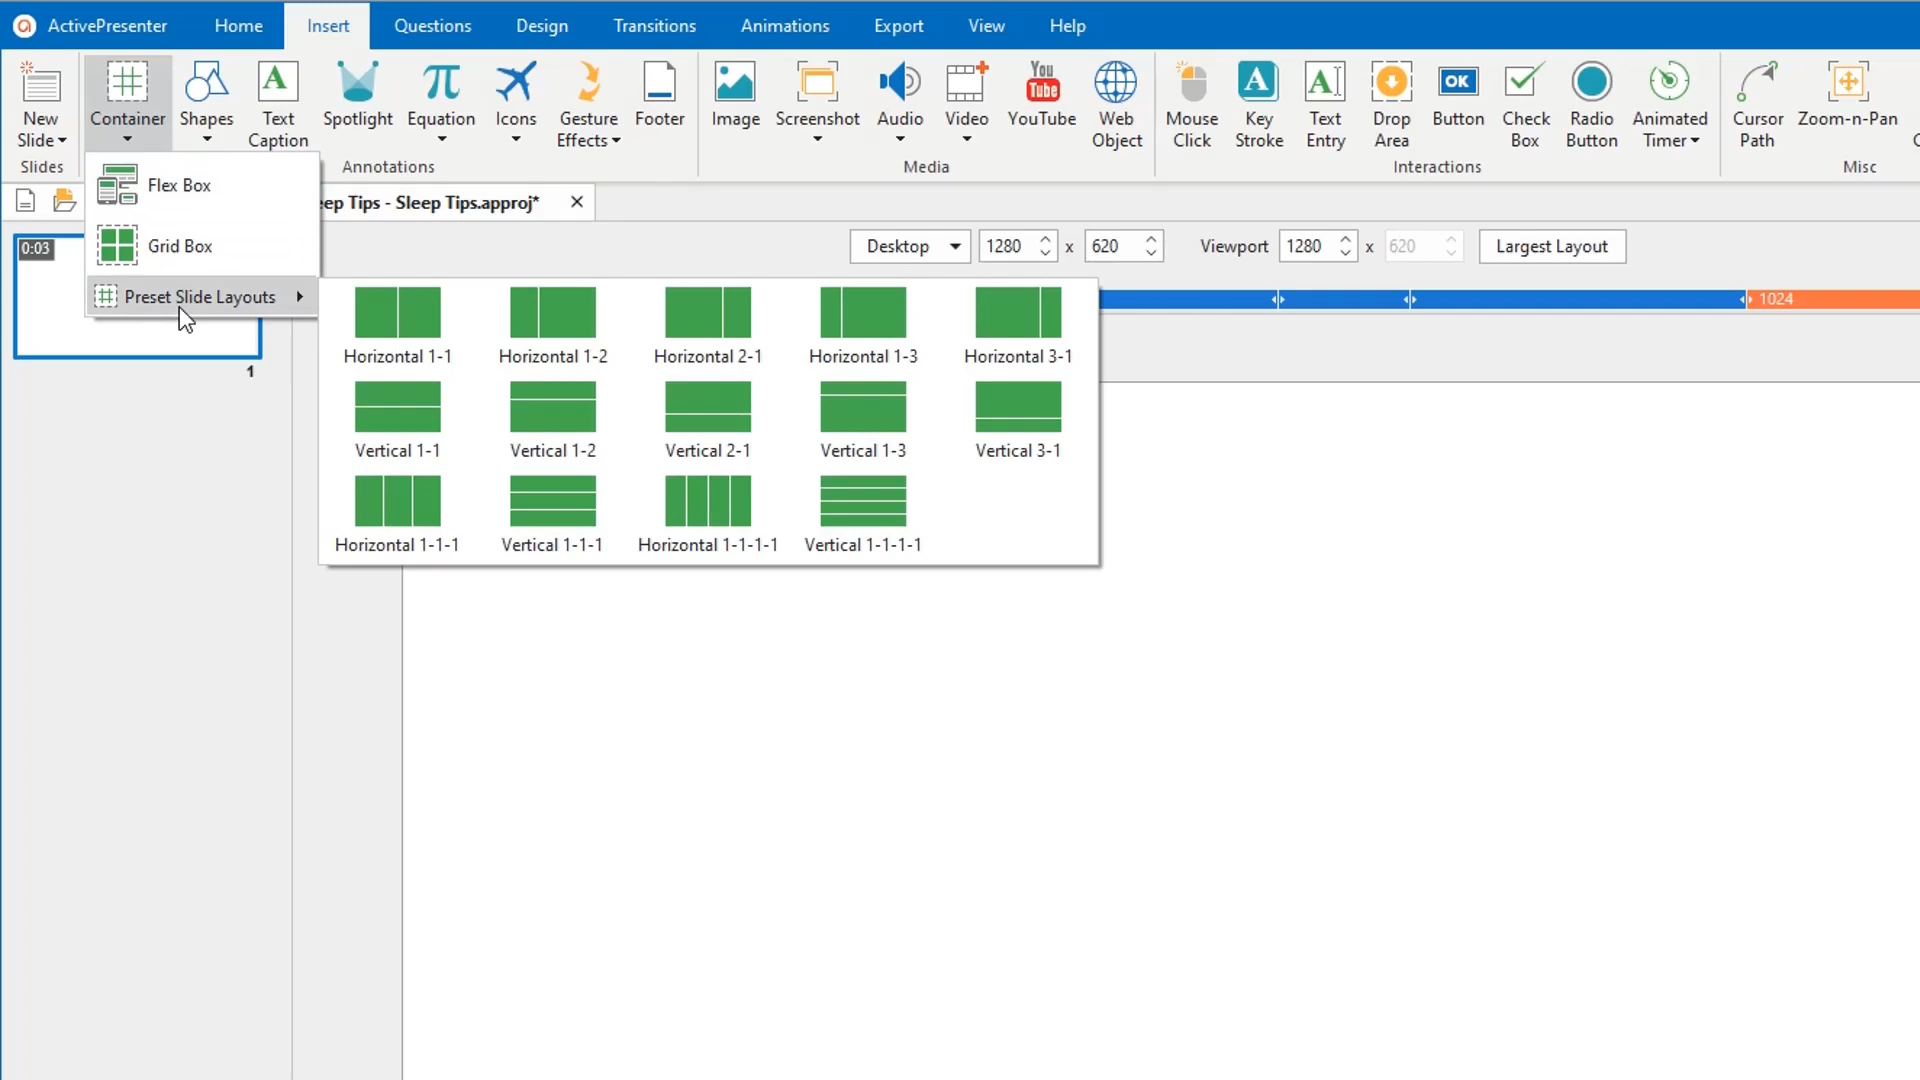 ActivePresenter Home Insert Questions Design Transitions Animations Export View Help
New Slide Container Shapes Text Caption Spotlight Equation Icons Gesture Effects Footer Image Screenshot Audio Video YouTube Web Object Mouse Click Key Stroke Text Entry Drop Area Button Check Box Radio Button Animated Timer Cursor Path Zoom-n-Pan
Slides Annotations Media Interactions Misc
Flex Box
Grid Box
Preset Slide Layouts
eep Tips - Sleep Tips.approj*
Desktop 1280 x 620 Viewport 1280 x 620 Largest Layout
0:03
1024
1
Horizontal 1-1 Horizontal 1-2 Horizontal 2-1 Horizontal 1-3 Horizontal 3-1
Vertical 1-1 Vertical 1-2 Vertical 2-1 Vertical 1-3 Vertical 3-1
Horizontal 1-1-1 Vertical 1-1-1 Horizontal 1-1-1-1 Vertical 1-1-1-1